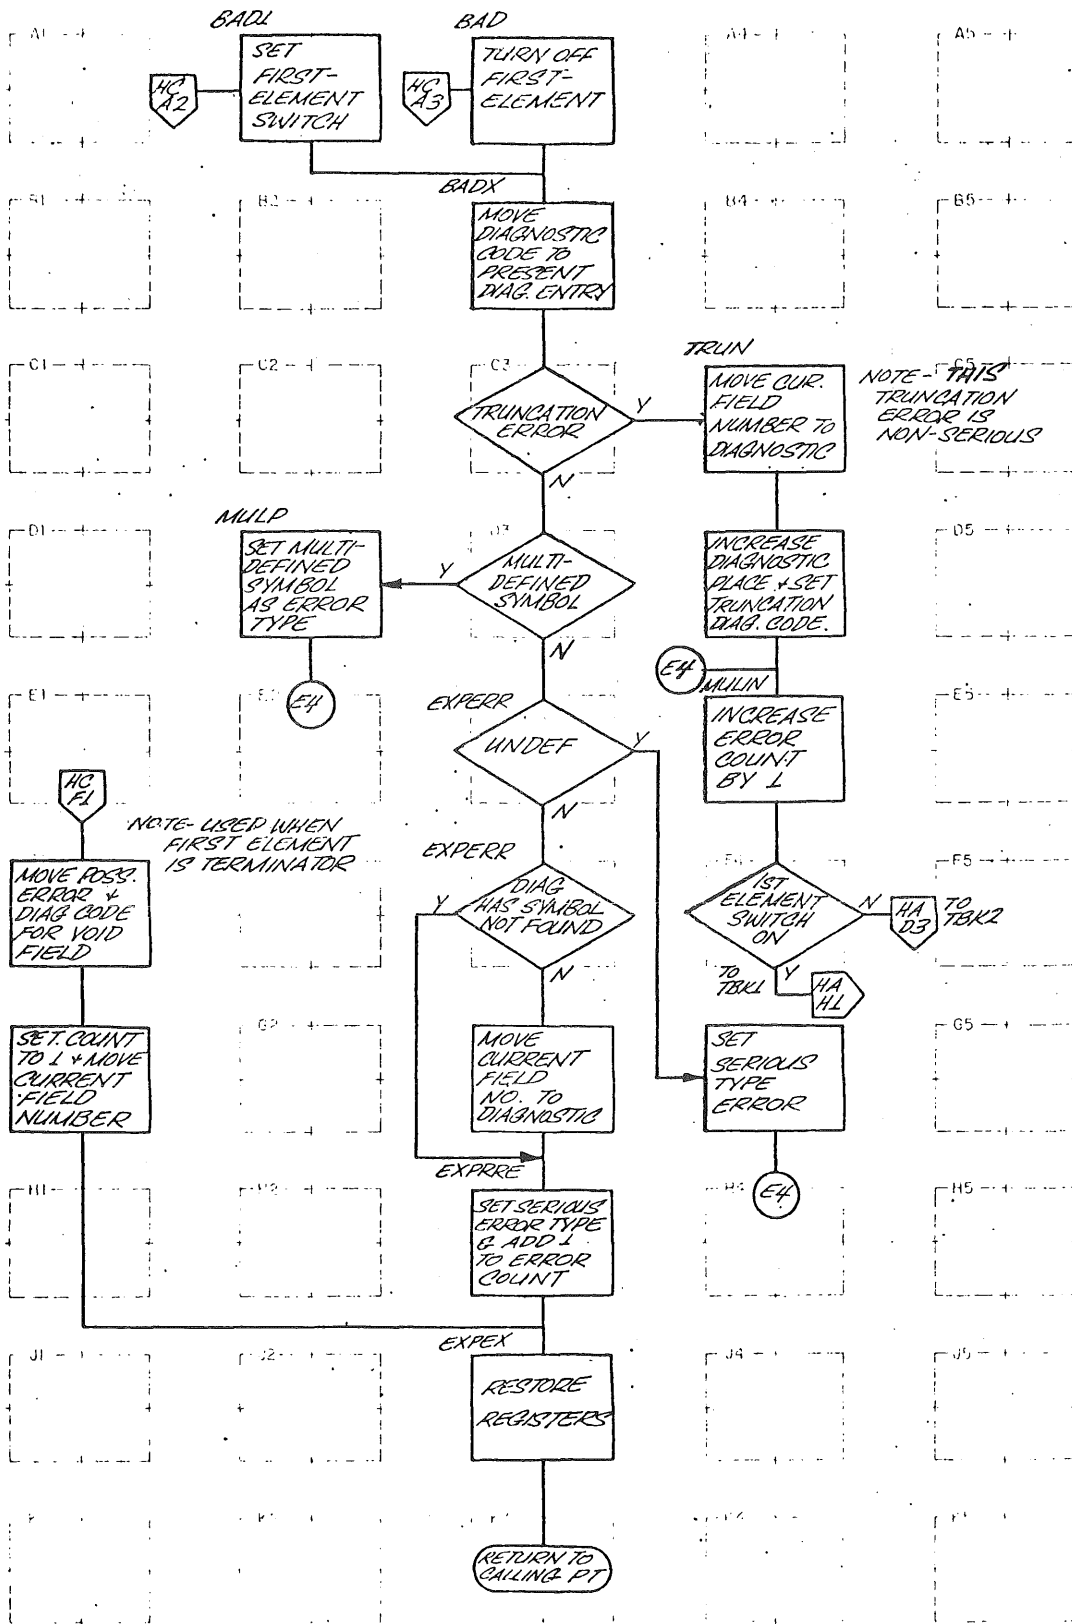 BAD1
BAD
A1
SET
FIRST-
ELEMENT
SWITCH
HC
A2
TURN OFF
FIRST-
ELEMENT
HC
A3
A4
A5
BADX
B1
B2
MOVE
DIAGNOSTIC
CODE TO
PRESENT
DIAG. ENTRY
B4
B5
C1
C2
C3
TRUNCATION
ERROR
Y
N
TRUN
MOVE CUR.
FIELD
NUMBER TO
DIAGNOSTIC
C5
NOTE- THIS
TRUNCATION
ERROR IS
NON-SERIOUS
D1
MULP
SET MULTI-
DEFINED
SYMBOL
AS ERROR
TYPE
Y
D3
MULTI-
DEFINED
SYMBOL
N
INCREASE
DIAGNOSTIC
PLACE & SET
TRUNCATION
DIAG. CODE.
D5
E4
E4
MULIN
E1
EXPERR
UNDEF
Y
N
INCREASE
ERROR
COUNT
BY 1
E5
HC
F1
NOTE- USED WHEN
FIRST ELEMENT
IS TERMINATOR
MOVE POSS.
ERROR &
DIAG CODE
FOR VOID
FIELD
EXPERR
Y
DIAG
HAS SYMBOL
NOT FOUND
N
F4
1ST
ELEMENT
SWITCH
ON
N
HA
D3
TO
TBK2
F5
TO
TBK1
Y
HA
H1
SET COUNT
TO 1 & MOVE
CURRENT
FIELD
NUMBER
G2
MOVE
CURRENT
FIELD
NO. TO
DIAGNOSTIC
SET
SERIOUS
TYPE
ERROR
G5
EXPRRE
H1
H2
SET SERIOUS
ERROR TYPE
& ADD 1
TO ERROR
COUNT
H4
E4
H5
EXPEX
J1
J2
RESTORE
REGISTERS
J4
J5
RETURN TO
CALLING PT